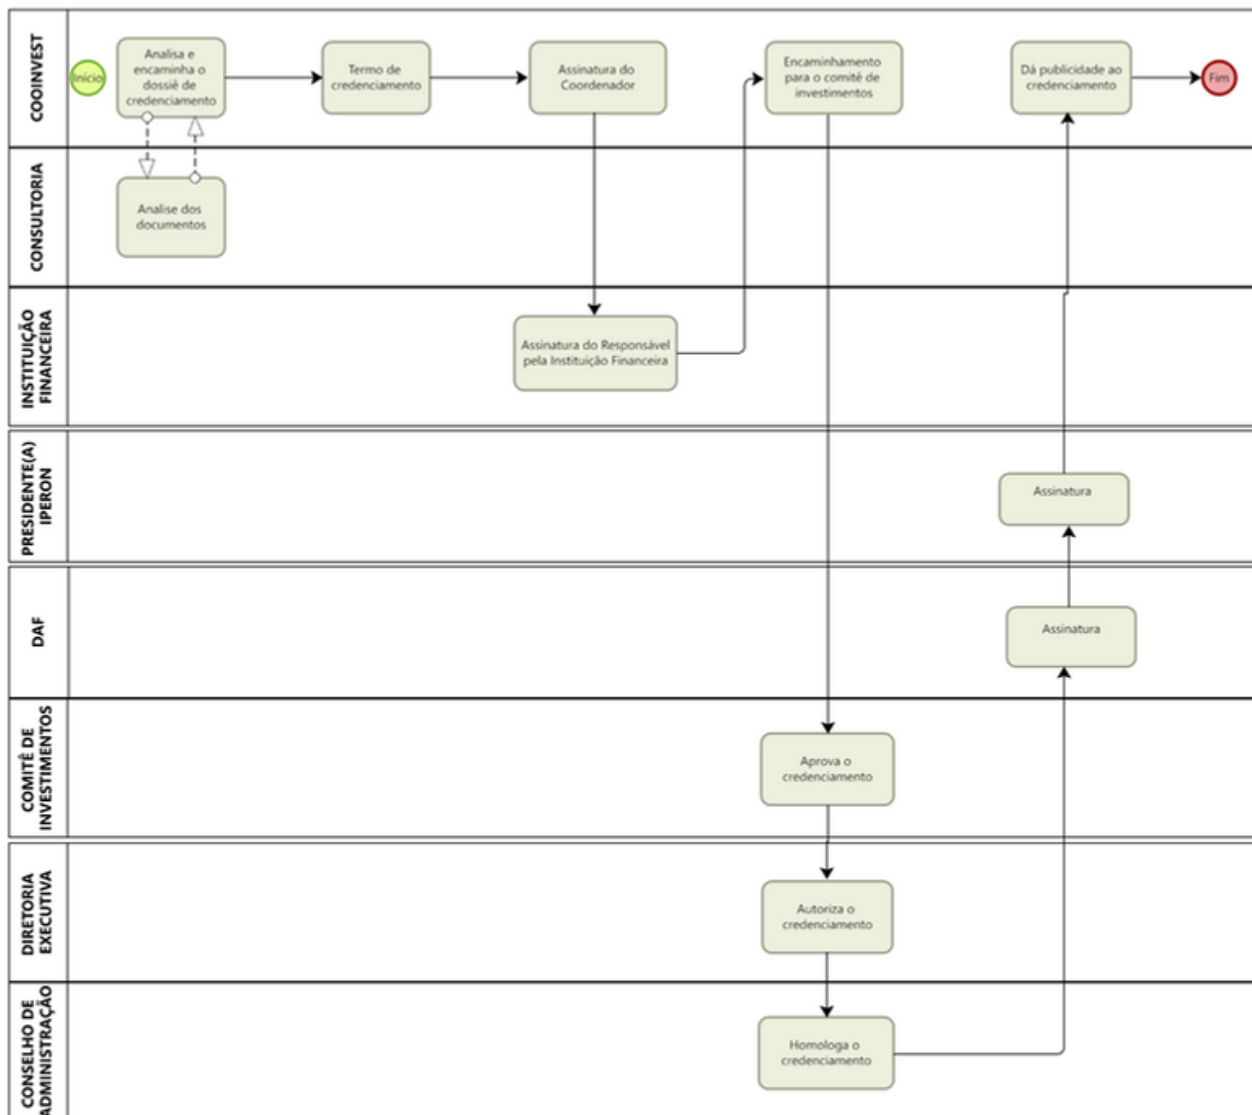 COOINVEST
Início
Analisa e
encaminha o
dossiê de
credenciamento
Termo de
credenciamento
Assinatura do
Coordenador
Encaminhamento
para o comitê de
investimentos
Dá publicidade ao
credenciamento
Fim
CONSULTORIA
Analise dos
documentos
INSTITUIÇÃO
FINANCEIRA
Assinatura do Responsável
pela Instituição Financeira
PRESIDENTE(A)
IPERON
Assinatura
DAF
Assinatura
COMITÊ DE
INVESTIMENTOS
Aprova o
credenciamento
DIRETORIA
EXECUTIVA
Autoriza o
credenciamento
CONSELHO DE
ADMINISTRAÇÃO
Homologa o
credenciamento